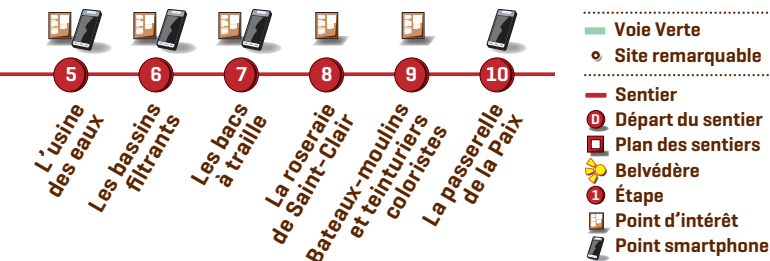 5
6
7
8
9
10
L'usine
des eaux
Les bassins
filtrants
Les bacs
à traille
La roseraie
de Saint-Clair
Bateaux-moulins
et teinturiers
coloristes
La passerelle
de la Paix
Voie Verte
Site remarquable
Sentier
D Départ du sentier
Plan des sentiers
Belvédère
1 Étape
Point d'intérêt
Point smartphone